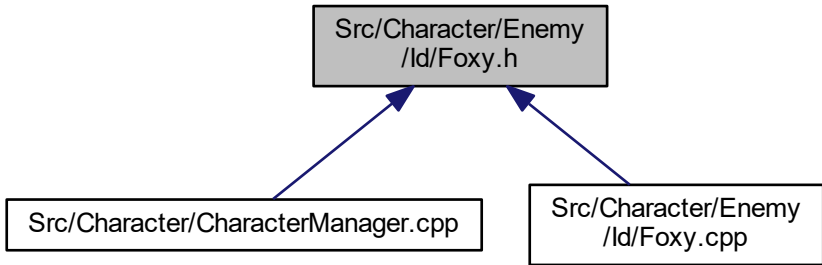 Src/Character/Enemy
/Id/Foxy.h
Src/Character/CharacterManager.cpp
Src/Character/Enemy
/Id/Foxy.cpp